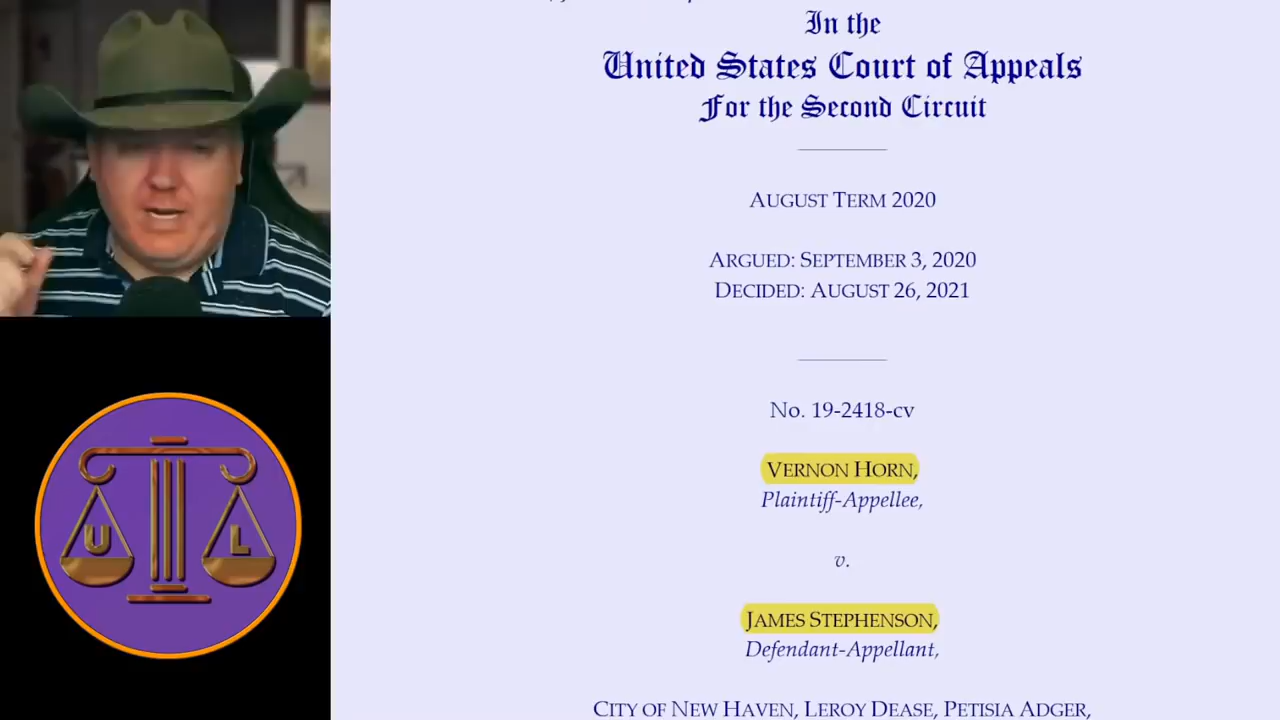 In the
United States Court of Appeals
For the Second Circuit
AUGUST TERM 2020
ARGUED: SEPTEMBER 3, 2020
DECIDED: AUGUST 26, 2021
No. 19-2418-cv
VERNON HORN,
Plaintiff-Appellee,
v.
JAMES STEPHENSON,
Defendant-Appellant,
CITY OF NEW HAVEN, LEROY DEASE, PETISIA ADGER,
U L